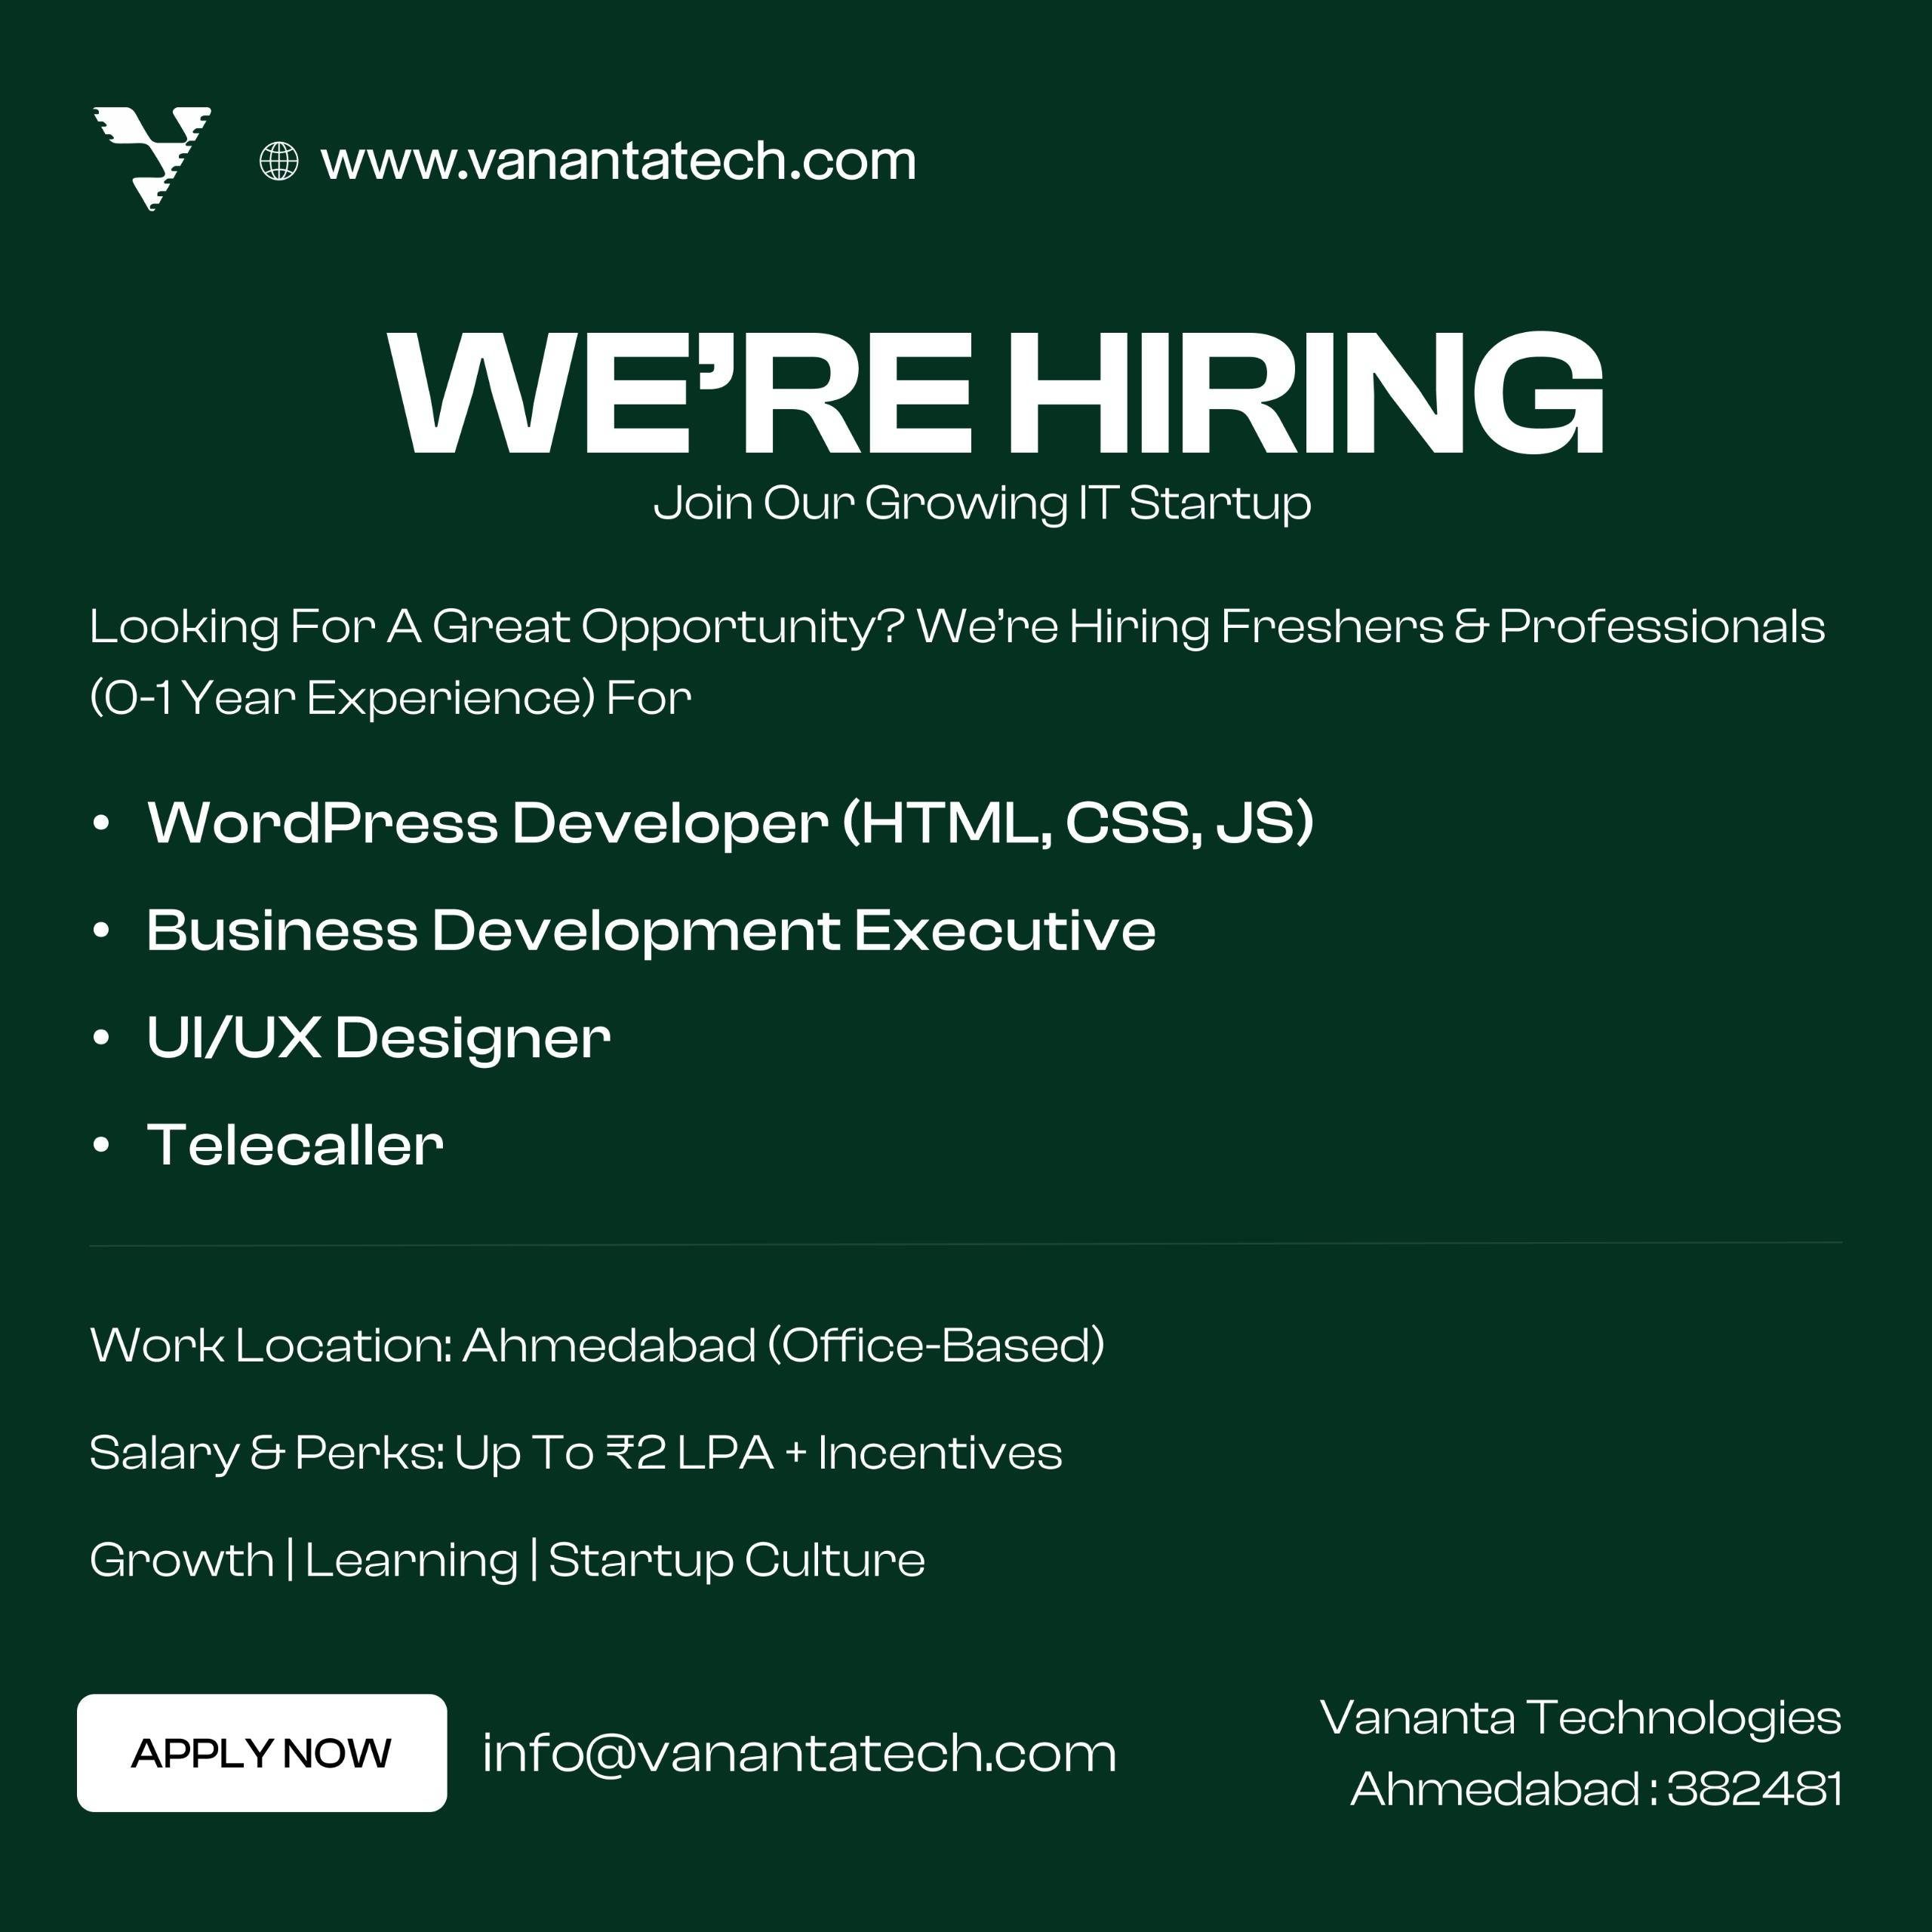 www.vanantatech.com
WE’RE HIRING
Join Our Growing IT Startup
Looking For A Great Opportunity? We’re Hiring Freshers & Professionals
(0-1 Year Experience) For
• WordPress Developer (HTML, CSS, JS)
• Business Development Executive
• UI/UX Designer
• Telecaller
Work Location: Ahmedabad (Office-Based)
Salary & Perks: Up To ₹2 LPA + Incentives
Growth | Learning | Startup Culture
APPLY NOW
info@vanantatech.com
Vananta Technologies
Ahmedabad : 382481